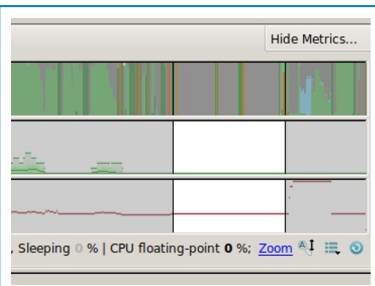 Hide Metrics...
, Sleeping 0 % | CPU floating-point 0 %; Zoom